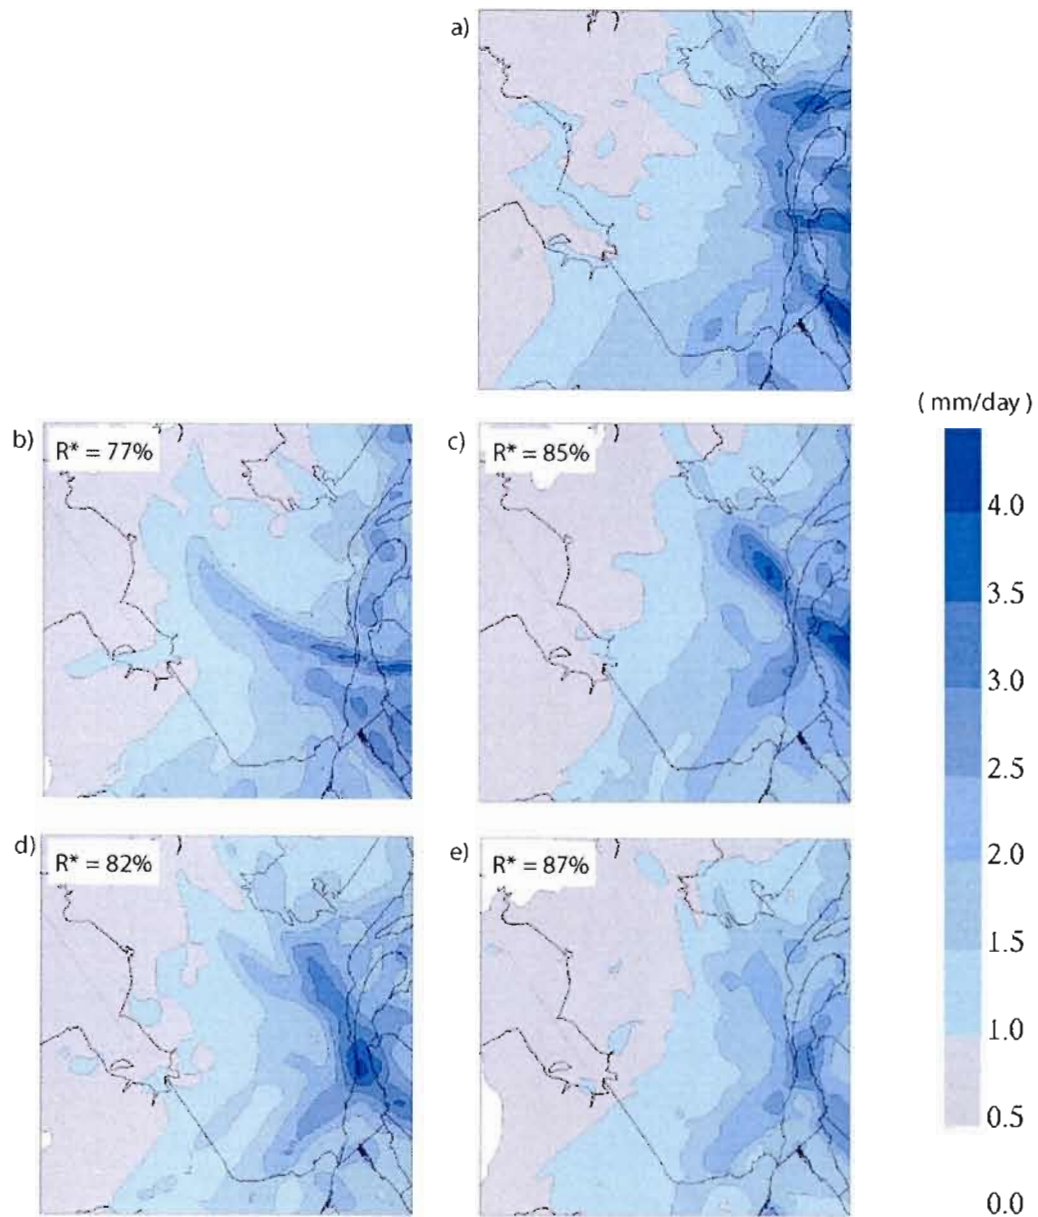 a)
( mm/day )
b)
R* = 77%
c)
R* = 85%
4.0
3.5
3.0
2.5
2.0
1.5
1.0
0.5
0.0
d)
R* = 82%
e)
R* = 87%